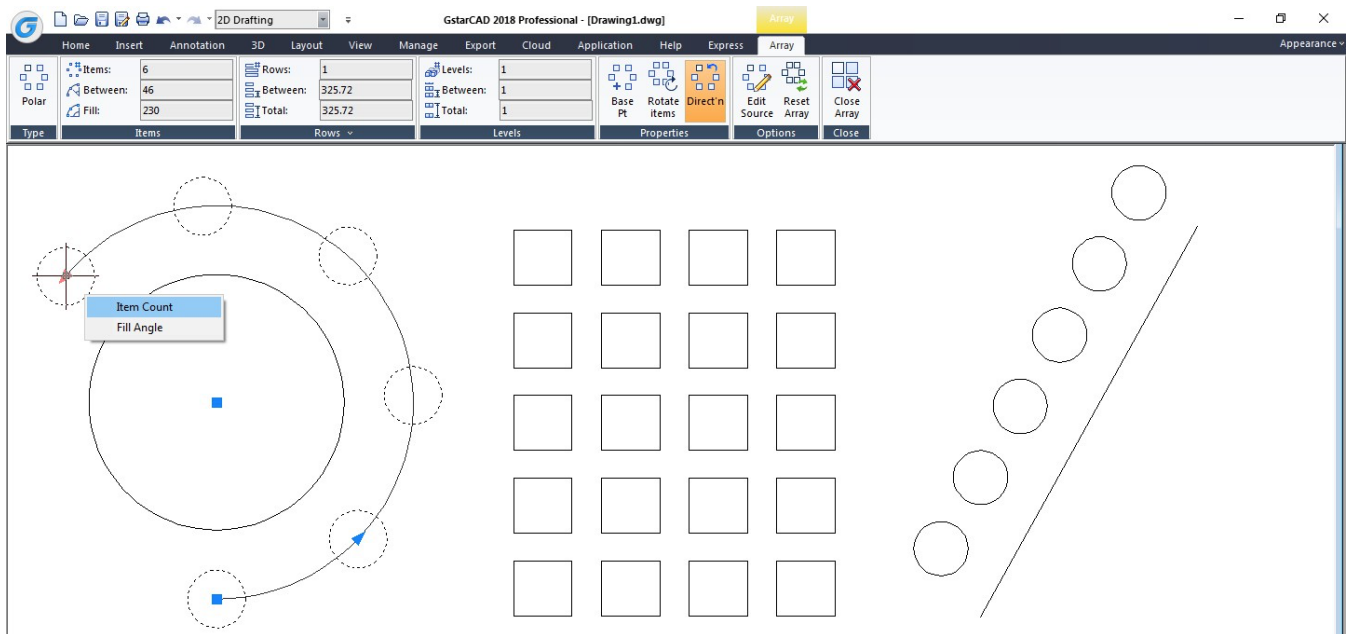 2D Drafting
GstarCAD 2018 Professional - [Drawing1.dwg]
Array
Home Insert Annotation 3D Layout View Manage Export Cloud Application Help Express Array
Appearance
Polar
Type
Items: 6
Between: 46
Fill: 230
Items
Rows: 1
Between: 325.72
Total: 325.72
Rows
Levels: 1
Between: 1
Total: 1
Levels
Base
Pt
Rotate
items
Direct'n
Properties
Edit
Source
Reset
Array
Options
Close
Array
Close
Item Count
Fill Angle